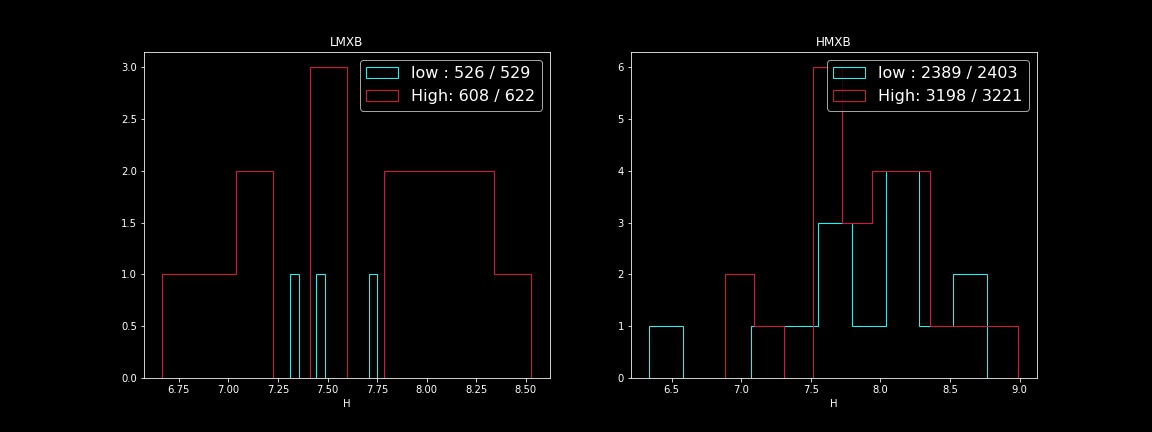 LMXB
low : 526 / 529
High: 608 / 622
3.0
2.5
2.0
1.5
1.0
0.5
0.0
6.75 7.00 7.25 7.50 7.75 8.00 8.25 8.50
H
HMXB
low : 2389 / 2403
High: 3198 / 3221
6
5
4
3
2
1
0
6.5 7.0 7.5 8.0 8.5 9.0
H